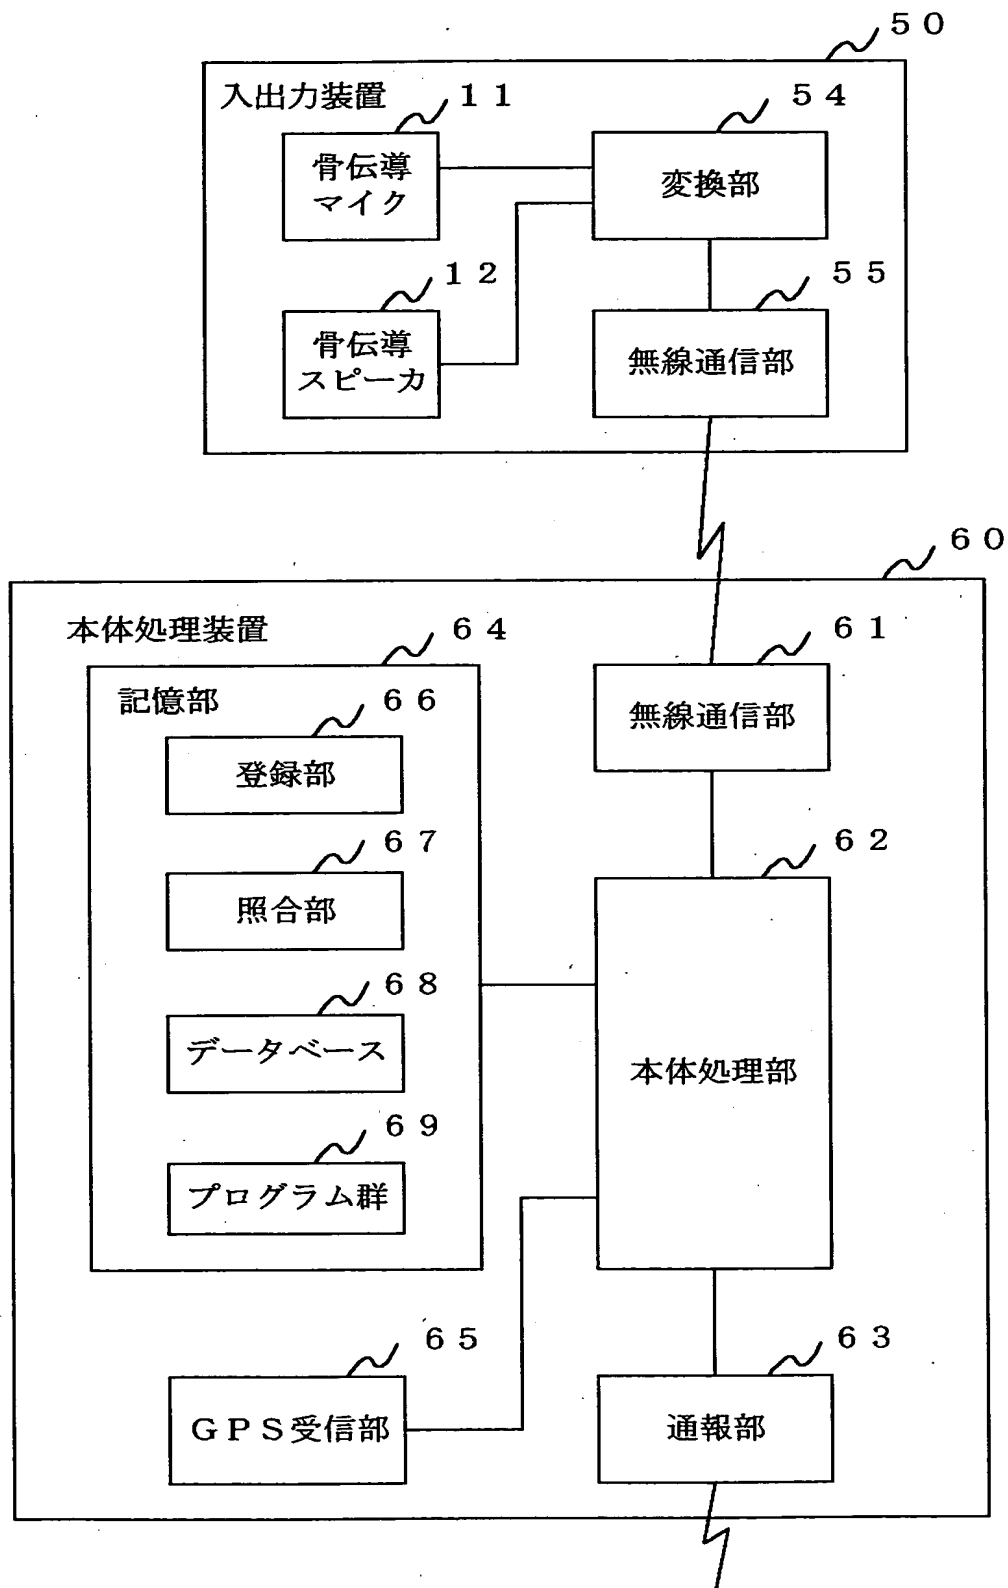 ５０
入出力装置
１１
５４
骨伝導
マイク
変換部
１２
５５
骨伝導
スピーカ
無線通信部
６０
本体処理装置
６４
６１
記憶部
６６
無線通信部
登録部
６７
６２
照合部
６８
データベース
本体処理部
６９
プログラム群
６５
６３
ＧＰＳ受信部
通報部